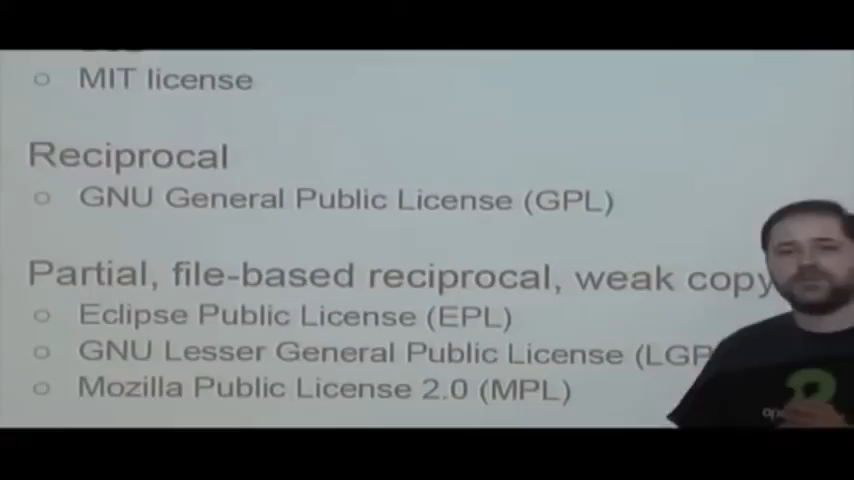 MIT license
Reciprocal
GNU General Public License (GPL)
Partial, file-based reciprocal, weak copy
Eclipse Public License (EPL)
GNU Lesser General Public License (LGP
Mozilla Public License 2.0 (MPL)